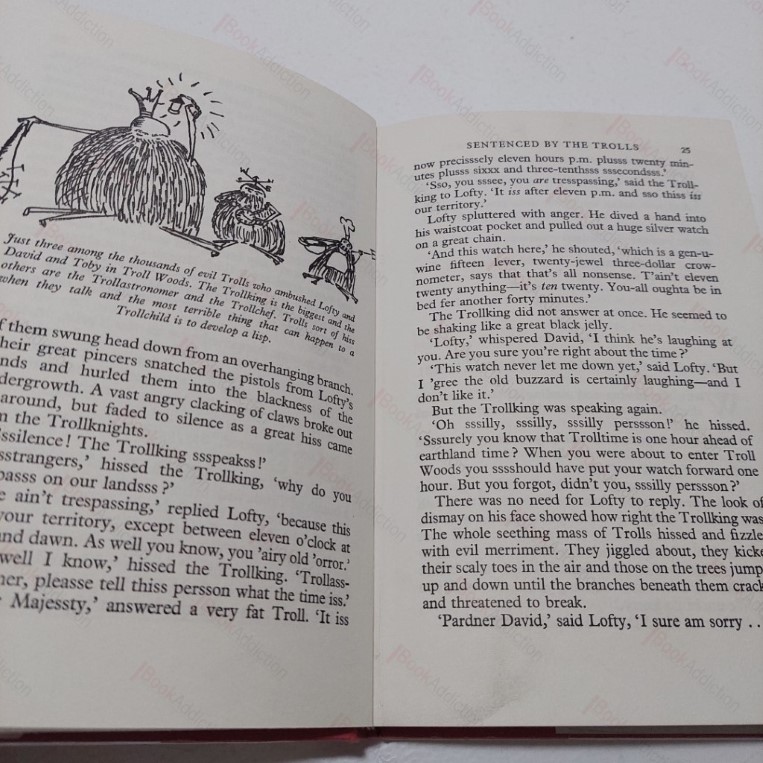 Just three among the thousands of evil Trolls who ambushed Lofty and
David and Toby in Troll Woods. The Trollking is the biggest and the
others are the Trollastronomer and the Trollchef. Trolls sort of hiss
when they talk and the most terrible thing that can happen to a
Trollchild is to develop a lisp.
of them swung head down from an overhanging branch.
their great pincers snatched the pistols from Lofty's
nds and hurled them into the blackness of the
dergrowth. A vast angry clacking of claws broke out
around, but faded to silence as a great hiss came
m the Trollknights.
'Ssilence! The Trollking ssspeakss!'
sstrangers,' hissed the Trollking, 'why do you
pass on our landsss?'
e ain't trespassing,' replied Lofty, 'because this
your territory, except between eleven o'clock at
nd dawn. As well you know, you 'airy old 'orror.'
well I know,' hissed the Trollking. 'Trollass-
mer, pleasse tell thiss persson what the time iss.'
r Majessty,' answered a very fat Troll. 'It iss
SENTENCED BY THE TROLLS 25
now precisssely eleven hours p.m. plusss twenty min-
utes plusss sixxx and three-tenthsss sssecondsss.'
'Sso, you sssee, you are tresspassing,' said the Troll-
king to Lofty. 'It iss after eleven p.m. and sso thiss iss
our territory.'
Lofty spluttered with anger. He dived a hand into
his waistcoat pocket and pulled out a huge silver watch
on a great chain.
'And this watch here,' he shouted, 'which is a gen-u-
wine fifteen lever, twenty-jewel three-dollar crow-
nometer, says that that's all nonsense. T'ain't eleven
twenty anything—it's ten twenty. You-all oughta be in
bed fer another forty minutes.'
The Trollking did not answer at once. He seemed to
be shaking like a great black jelly.
'Lofty,' whispered David, 'I think he's laughing at
you. Are you sure you're right about the time?'
'This watch never let me down yet,' said Lofty. 'But
I 'gree the old buzzard is certainly laughing—and I
don't like it.'
But the Trollking was speaking again.
'Oh sssilly, sssilly, sssilly perssson!' he hissed.
'Sssurely you know that Trolltime is one hour ahead of
earthland time? When you were about to enter Troll
Woods you sssshould have put your watch forward one
hour. But you forgot, didn't you, sssilly perssson?'
There was no need for Lofty to reply. The look of
dismay on his face showed how right the Trollking was
The whole seething mass of Trolls hissed and fizzle
with evil merriment. They jiggled about, they kicke
their scaly toes in the air and those on the trees jump
up and down until the branches beneath them crack
and threatened to break.
'Pardner David,' said Lofty, 'I sure am sorry . .